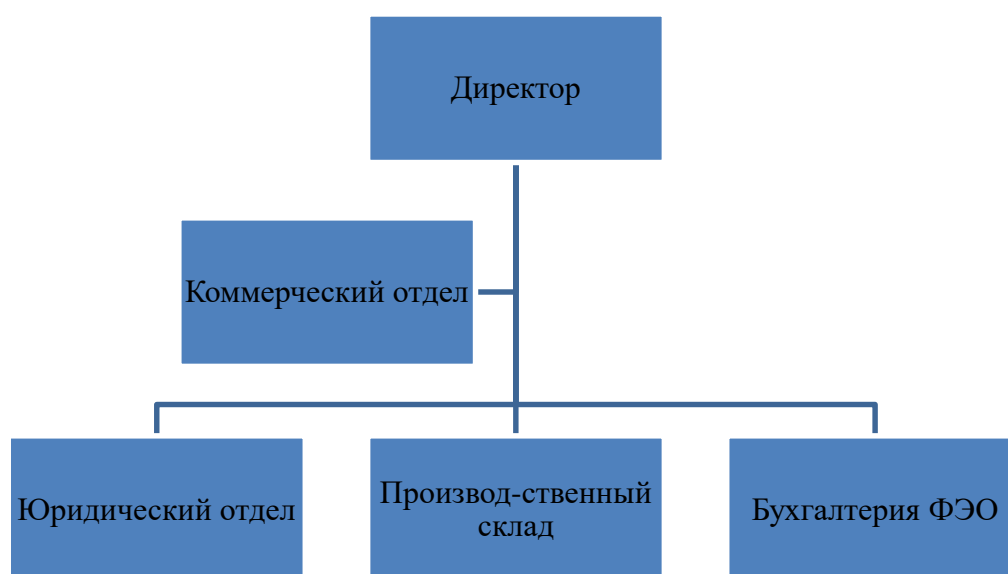 Директор
Коммерческий отдел
Юридический отдел
Производ-ственный
склад
Бухгалтерия ФЭО